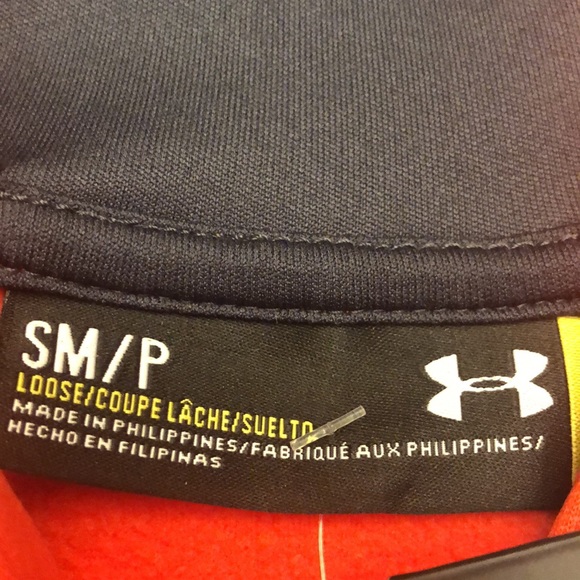 SM/P
LOOSE/COUPE LÂCHE/SUELTO
MADE IN PHILIPPINES/FABRIQUÉ AUX PHILIPPINES/
HECHO EN FILIPINAS